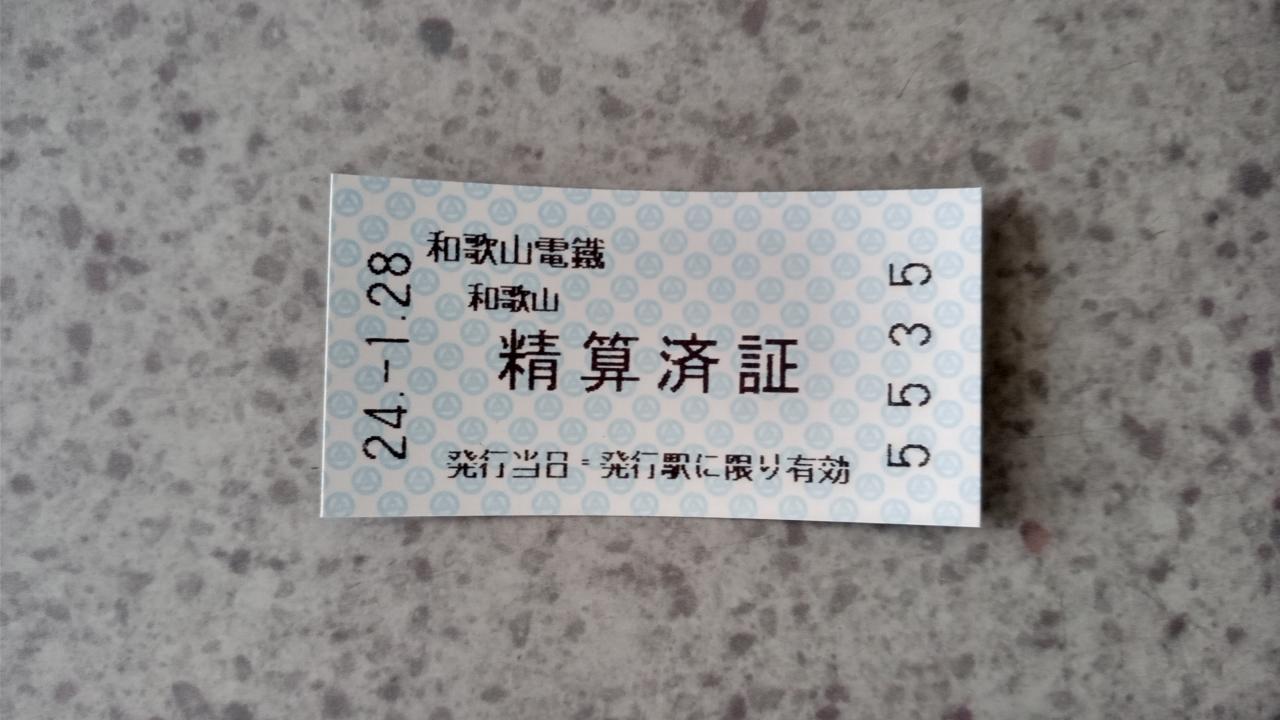 和歌山電鐵
和歌山
精算済証
発行当日・発行駅に限り有効
24.-1.28
5535